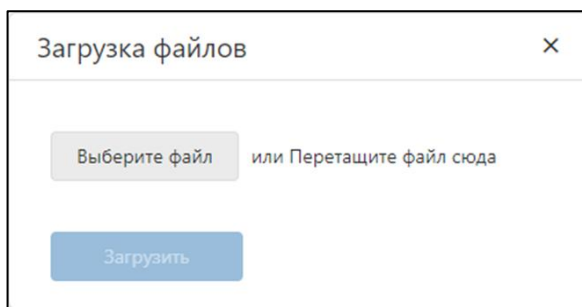 Загрузка файлов ×
Выберите файл или Перетащите файл сюда
Загрузить